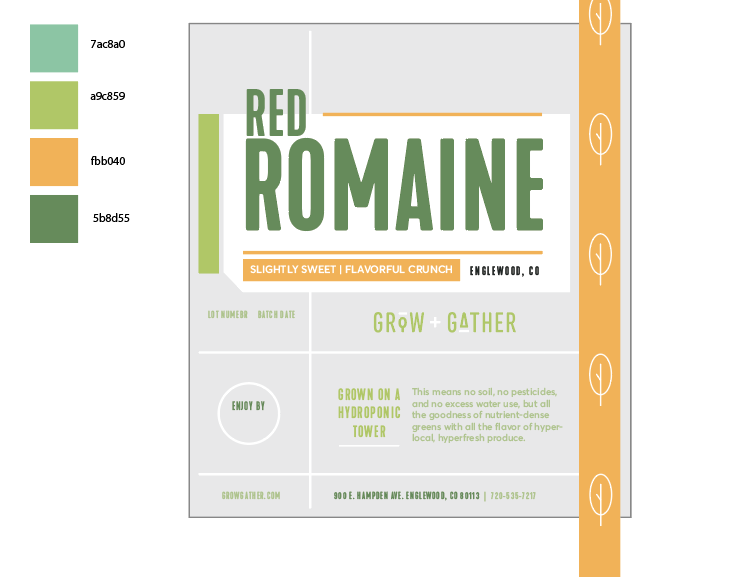 7ac8a0
a9c859
fbb040
5b8d55
RED
ROMAINE
SLIGHTLY SWEET | FLAVORFUL CRUNCH
ENGLEWOOD, CO
LOT NUMEBR BATCH DATE
GROW + GATHER
ENJOY BY
GROWN ON A
HYDROPONIC
TOWER
This means no soil, no pesticides,
and no excess water use, but all
the goodness of nutrient-dense
greens with all the flavor of hyper-
local, hyperfresh produce.
GROWGATHER.COM
900 E. HAMPDEN AVE. ENGLEWOOD, CO 80113 | 720-535-7217